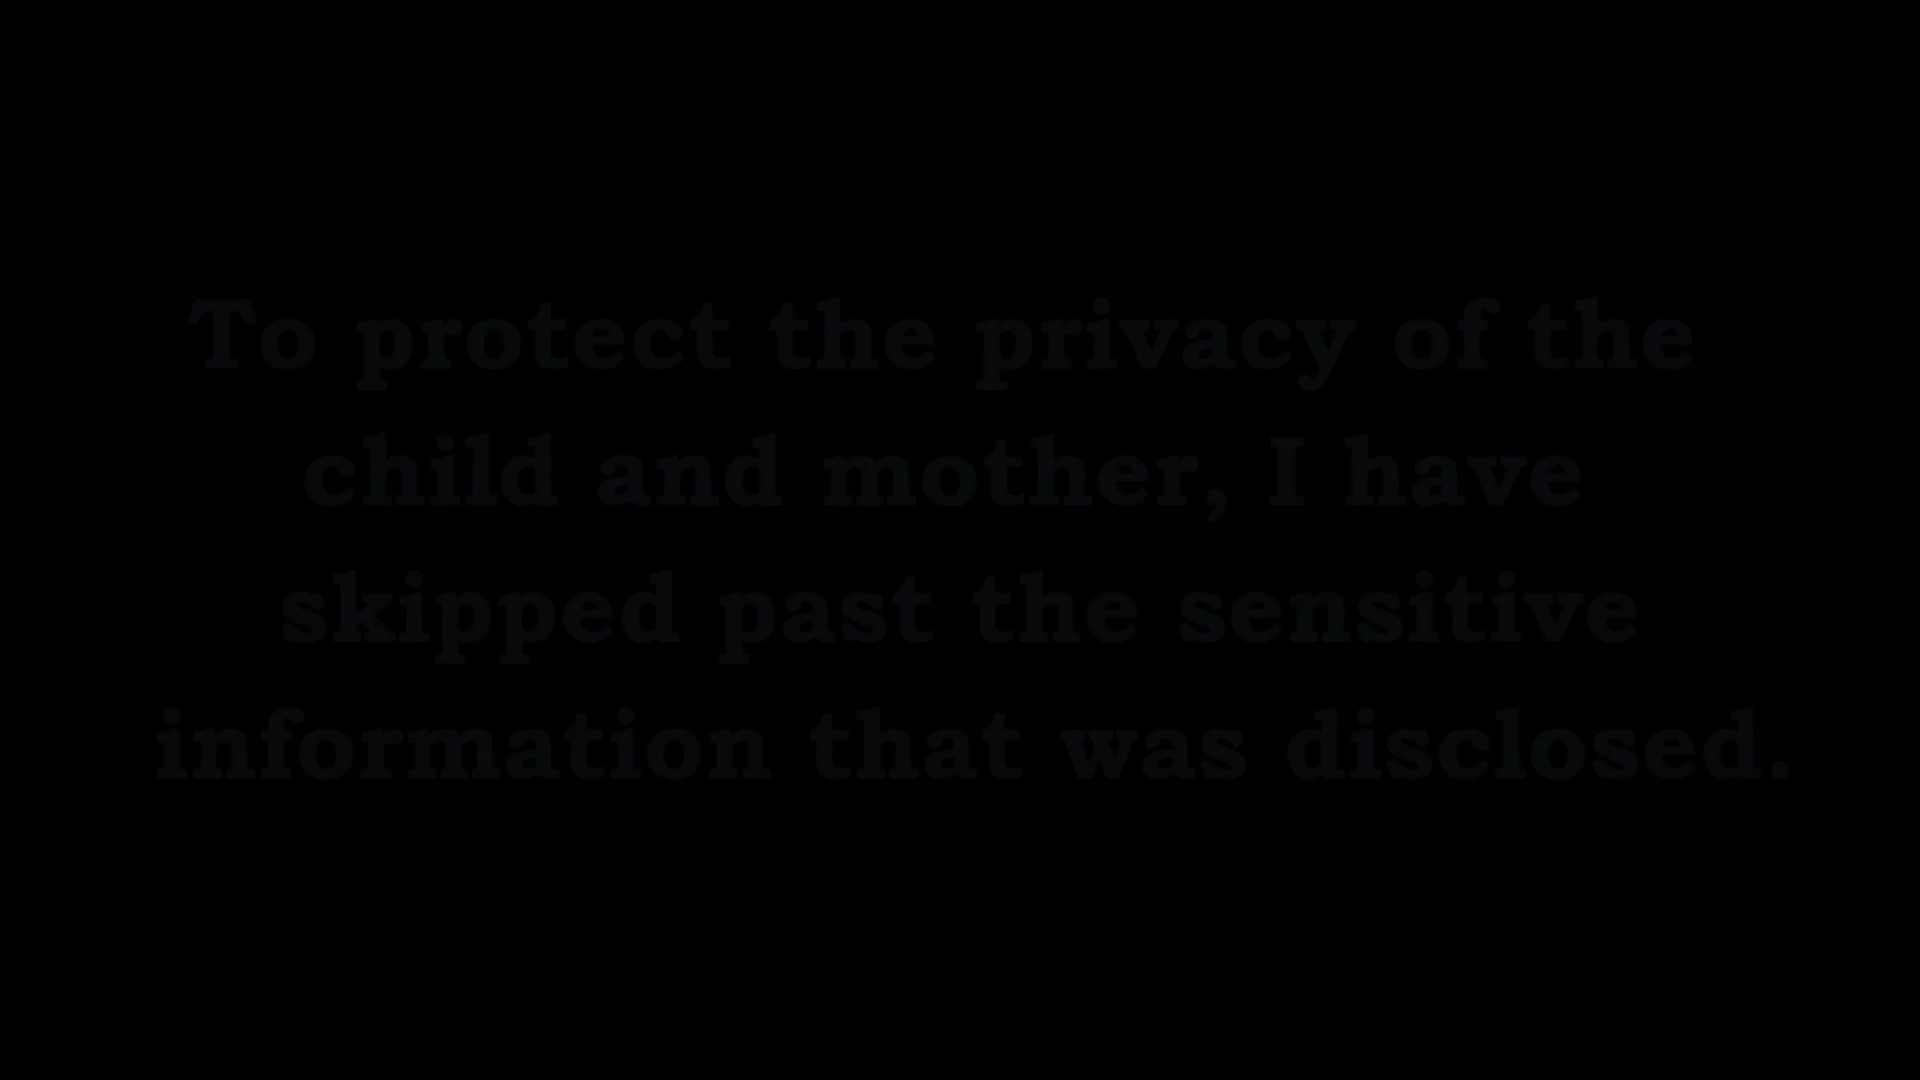 To protect the privacy of the
child and mother, I have
skipped past the sensitive
information that was disclosed.